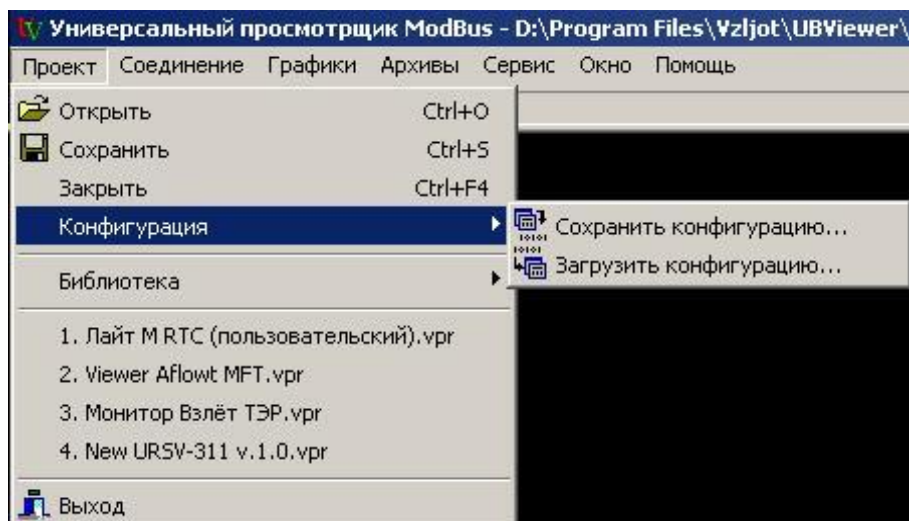 Универсальный просмотрщик ModBus - D:\Program Files\Vzljot\UBViewer\
Проект Соединение Графики Архивы Сервис Окно Помощь
Открыть Ctrl+O
Сохранить Ctrl+S
Закрыть Ctrl+F4
Конфигурация
Сохранить конфигурацию...
Загрузить конфигурацию...
Библиотека
1. Лайт М RTC (пользовательский).vpr
2. Viewer Aflowt MFT.vpr
3. Монитор Взлёт ТЭР.vpr
4. New URSV-311 v.1.0.vpr
Выход